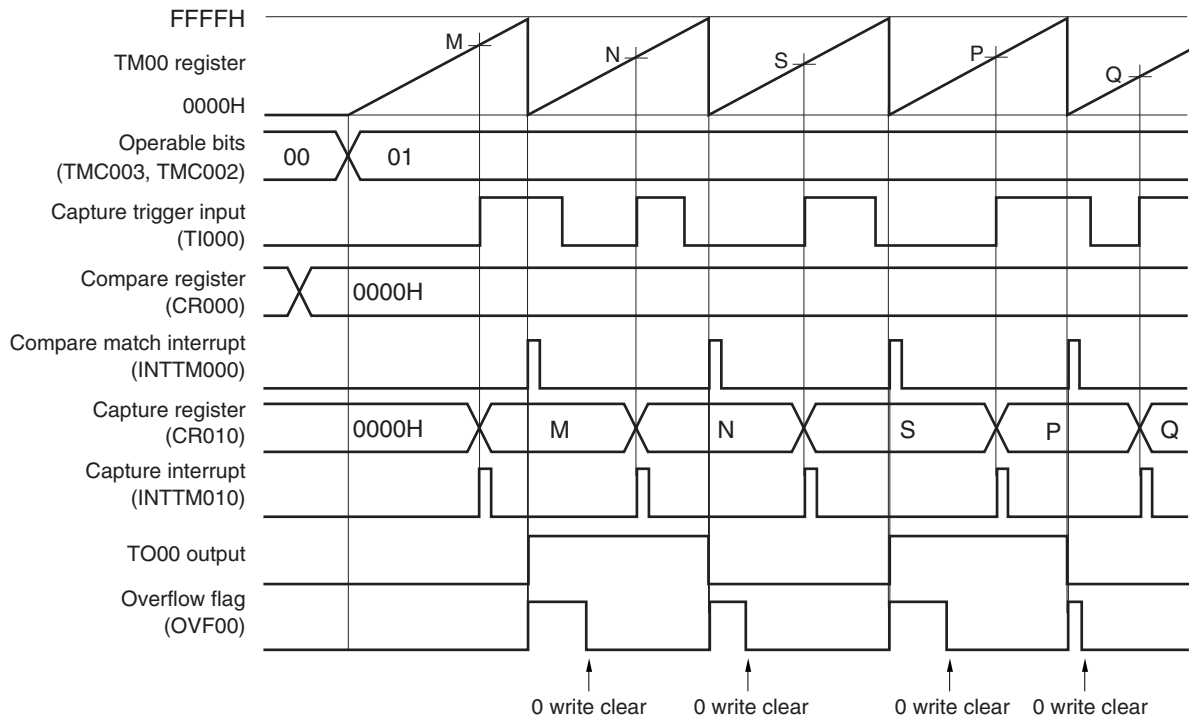 FFFFH
TM00 register
0000H
M
N
S
P
Q
Operable bits
(TMC003, TMC002)
00
01
Capture trigger input
(TI000)
Compare register
(CR000)
0000H
Compare match interrupt
(INTTM000)
Capture register
(CR010)
0000H
M
N
S
P
Q
Capture interrupt
(INTTM010)
TO00 output
Overflow flag
(OVF00)
0 write clear
0 write clear
0 write clear
0 write clear